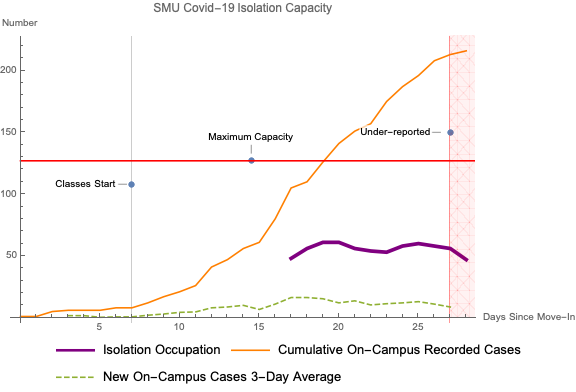 SMU Covid-19 Isolation Capacity
Number
200
150
Under-reported
Maximum Capacity
Classes Start
100
50
5 10 15 20 25
Days Since Move-In
Isolation Occupation Cumulative On-Campus Recorded Cases
New On-Campus Cases 3-Day Average